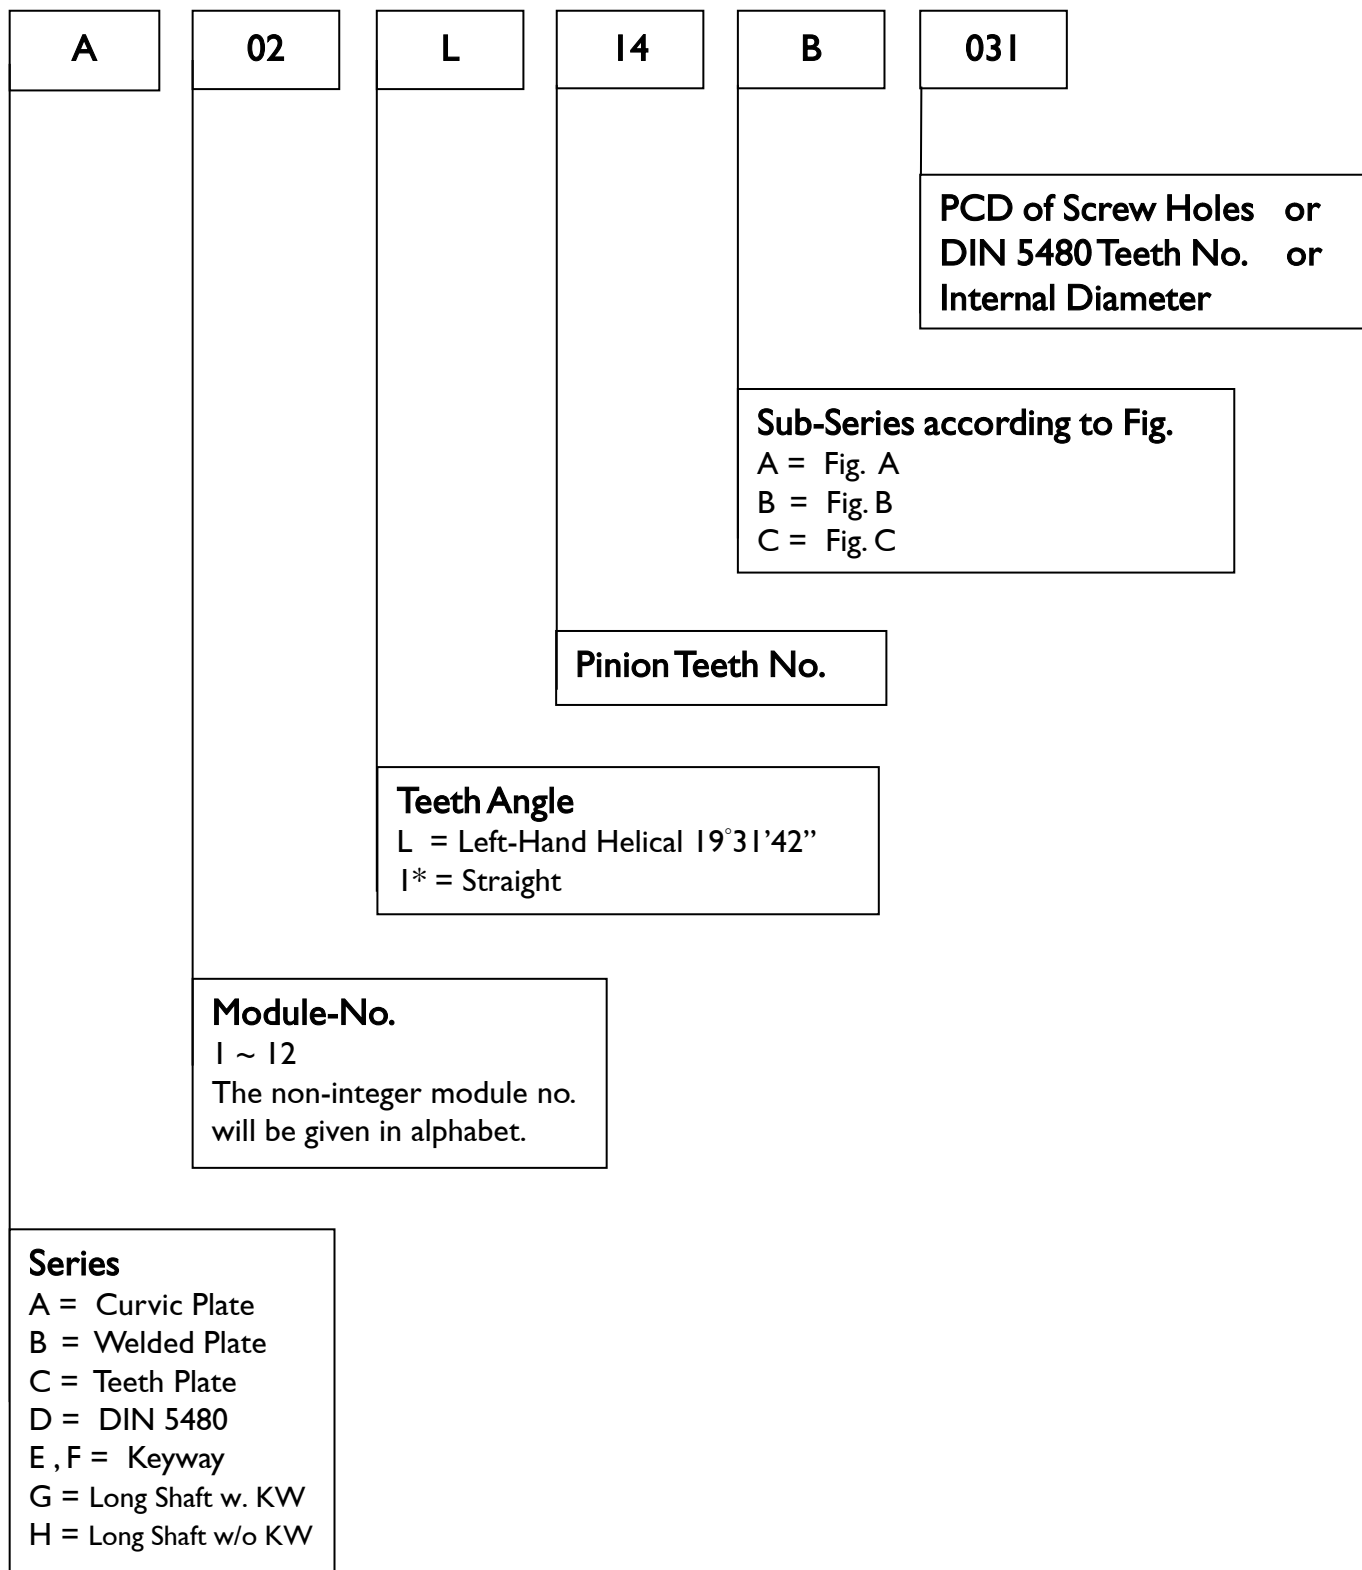 A 02 L 14 B 031
PCD of Screw Holes or
DIN 5480 Teeth No. or
Internal Diameter
Sub-Series according to Fig.
A = Fig. A
B = Fig. B
C = Fig. C
Pinion Teeth No.
Teeth Angle
L = Left-Hand Helical 19°31’42”
1* = Straight
Module-No.
1 ~ 12
The non-integer module no.
will be given in alphabet.
Series
A = Curvic Plate
B = Welded Plate
C = Teeth Plate
D = DIN 5480
E , F = Keyway
G = Long Shaft w. KW
H = Long Shaft w/o KW